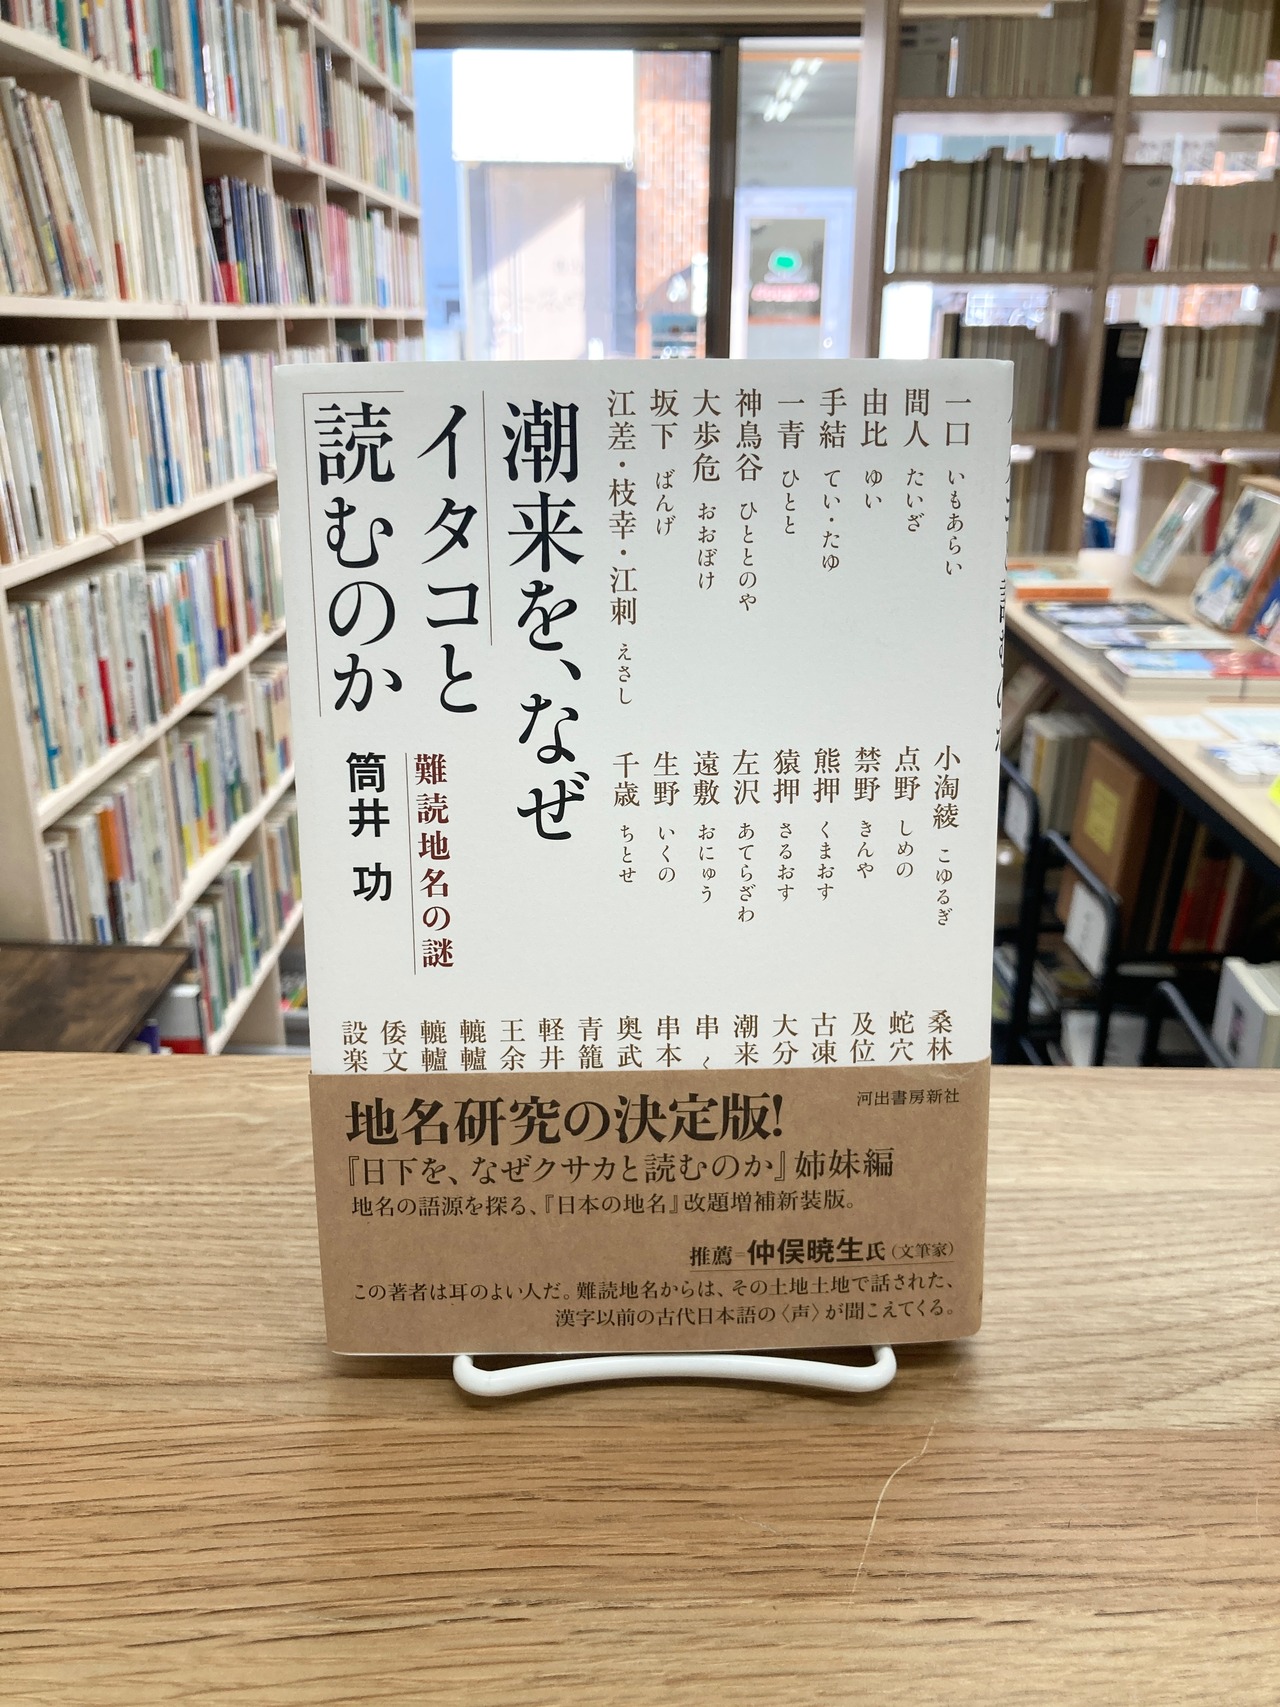 一口 いもあらい
間人 たいざ
由比 ゆい
手結 てい・たゆ
一青 ひとと
神鳥谷 ひととのや
大歩危 おおぼけ
坂下 ばんげ
江差・枝幸・江刺 えさし
小淘綾 こゆるぎ
点野 しめの
禁野 きんや
熊押 くまおす
猿押 さるおす
左沢 あてらざわ
遠敷 おにゅう
生野 いくの
千歳 ちとせ
桑林
蛇穴
及位
古凍
大分
潮来
串
串本
奥武
青籠
軽井
王余
轆轤
轆轤
倭文
設楽
潮来を、なぜ
イタコと
読むのか
難読地名の謎
筒井 功
河出書房新社
地名研究の決定版!
『日下を、なぜクサカと読むのか』姉妹編
地名の語源を探る、『日本の地名』改題増補新装版。
推薦=仲俣暁生氏(文筆家)
この著者は耳のよい人だ。難読地名からは、その土地土地で話された、
漢字以前の古代日本語の〈声〉が聞こえてくる。